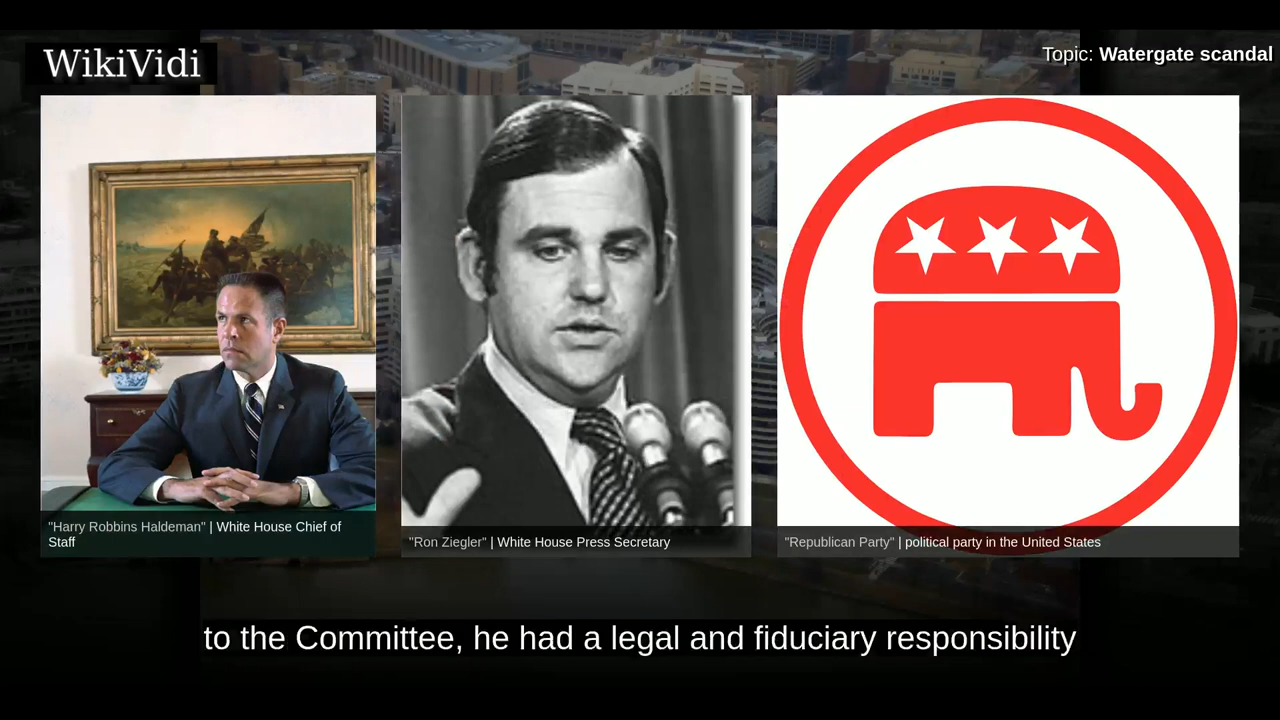 WikiVidi
Topic: Watergate scandal
"Harry Robbins Haldeman" | White House Chief of
Staff
"Ron Ziegler" | White House Press Secretary
"Republican Party" | political party in the United States
to the Committee, he had a legal and fiduciary responsibility